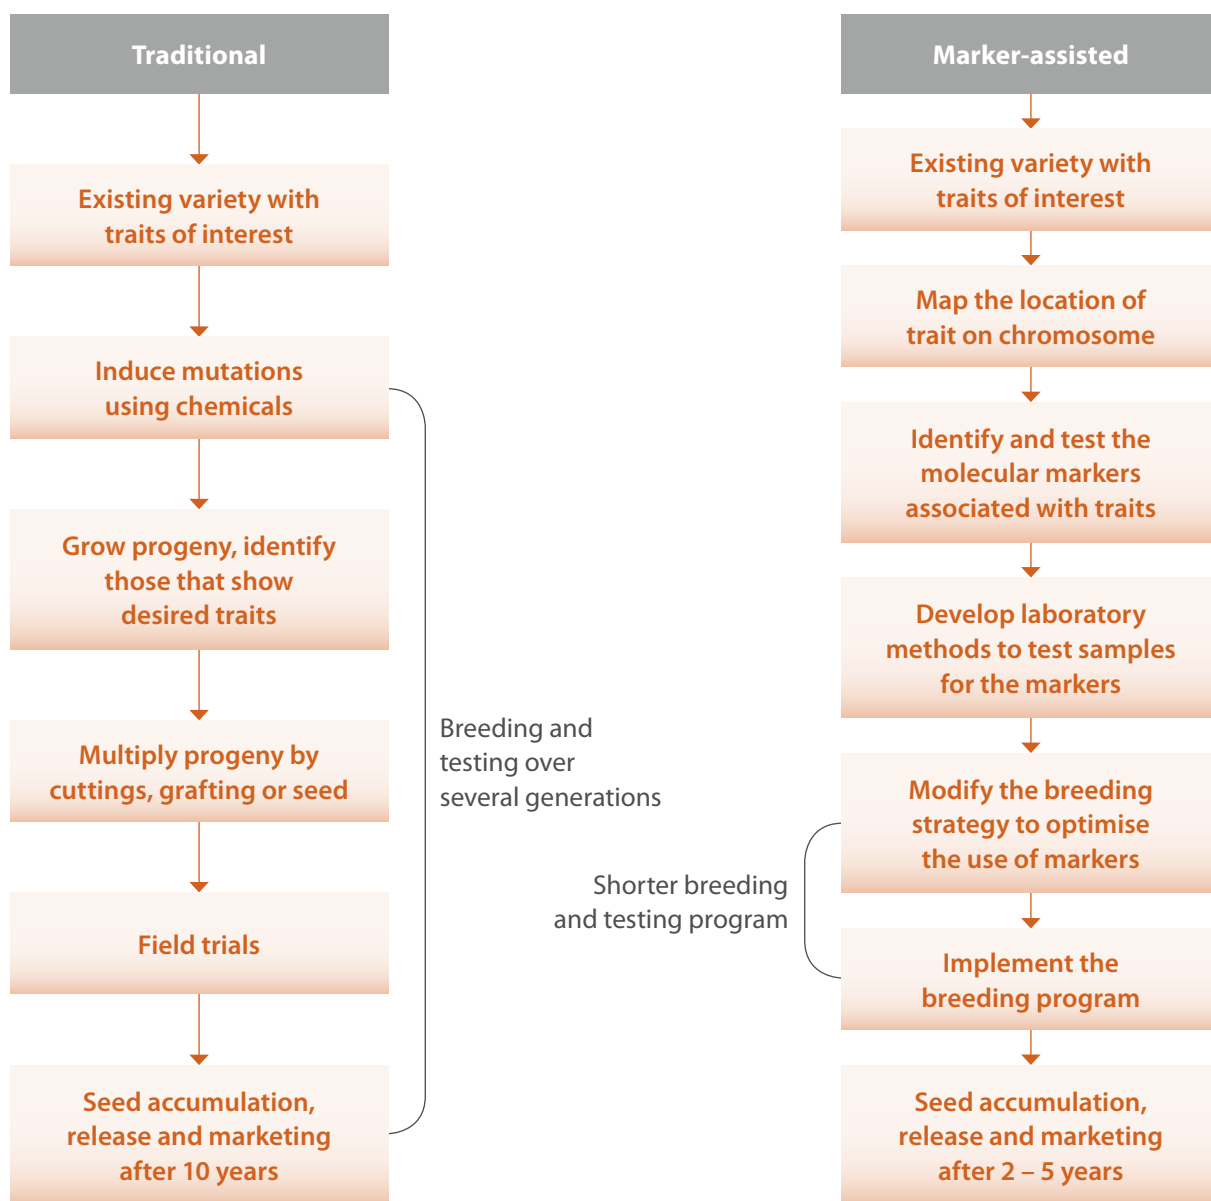 Traditional
Existing variety with
traits of interest
Induce mutations
using chemicals
Grow progeny, identify
those that show
desired traits
Multiply progeny by
cuttings, grafting or seed
Field trials
Seed accumulation,
release and marketing
after 10 years
Breeding and
testing over
several generations
Marker-assisted
Existing variety with
traits of interest
Map the location of
trait on chromosome
Identify and test the
molecular markers
associated with traits
Develop laboratory
methods to test samples
for the markers
Modify the breeding
strategy to optimise
the use of markers
Implement the
breeding program
Seed accumulation,
release and marketing
after 2 – 5 years
Shorter breeding
and testing program